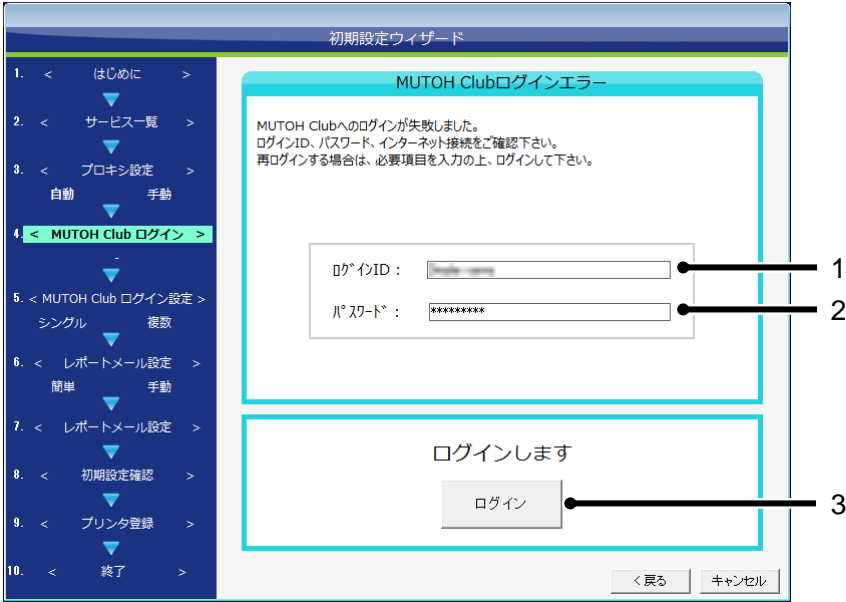 初期設定ウィザード
1. < はじめに >
2. < サービス一覧 >
3. < プロキシ設定 >
自動 手動
4. < MUTOH Club ログイン >
-
5. < MUTOH Club ログイン設定 >
シングル 複数
6. < レポートメール設定 >
簡単 手動
7. < レポートメール設定 >
8. < 初期設定確認 >
9. < プリンタ登録 >
10. < 終了 >
MUTOH Clubログインエラー
MUTOH Clubへのログインが失敗しました。
ログインID、パスワード、インターネット接続をご確認下さい。
再ログインする場合は、必要項目を入力の上、ログインして下さい。
ﾛｸﾞｲﾝID : 1
ﾊﾟｽﾜｰﾄﾞ : ********* 2
ログインします
ログイン 3
< 戻る キャンセル